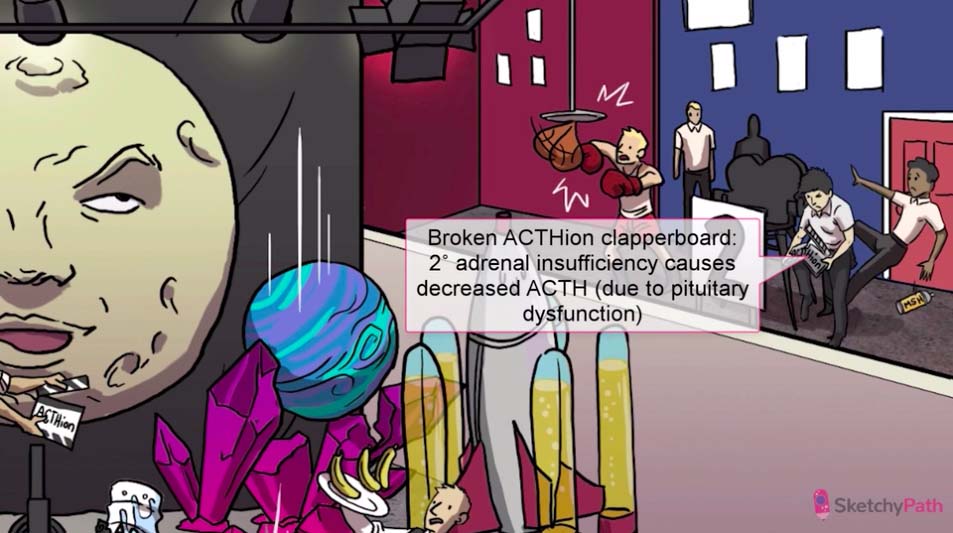 Broken ACTHion clapperboard:
2° adrenal insufficiency causes
decreased ACTH (due to pituitary
dysfunction)
MSH
ACTHion
SketchyPath